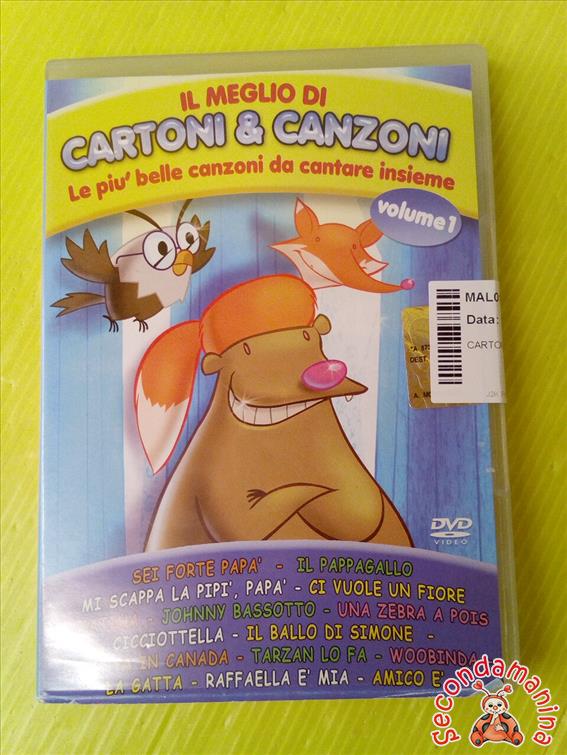 IL MEGLIO DI
CARTONI & CANZONI
Le piu' belle canzoni da cantare insieme
volume 1
MAL0
Data:
CARTO
DEST.
DVD
VIDEO
SEI FORTE PAPA' - IL PAPPAGALLO
MI SCAPPA LA PIPI', PAPA' - CI VUOLE UN FIORE
- JOHNNY BASSOTTO - UNA ZEBRA A POIS
CICCIOTTELLA - IL BALLO DI SIMONE -
IN CANADA - TARZAN LO FA - WOOBINDA
LA GATTA - RAFFAELLA E' MIA - AMICO E'
Secondamanina